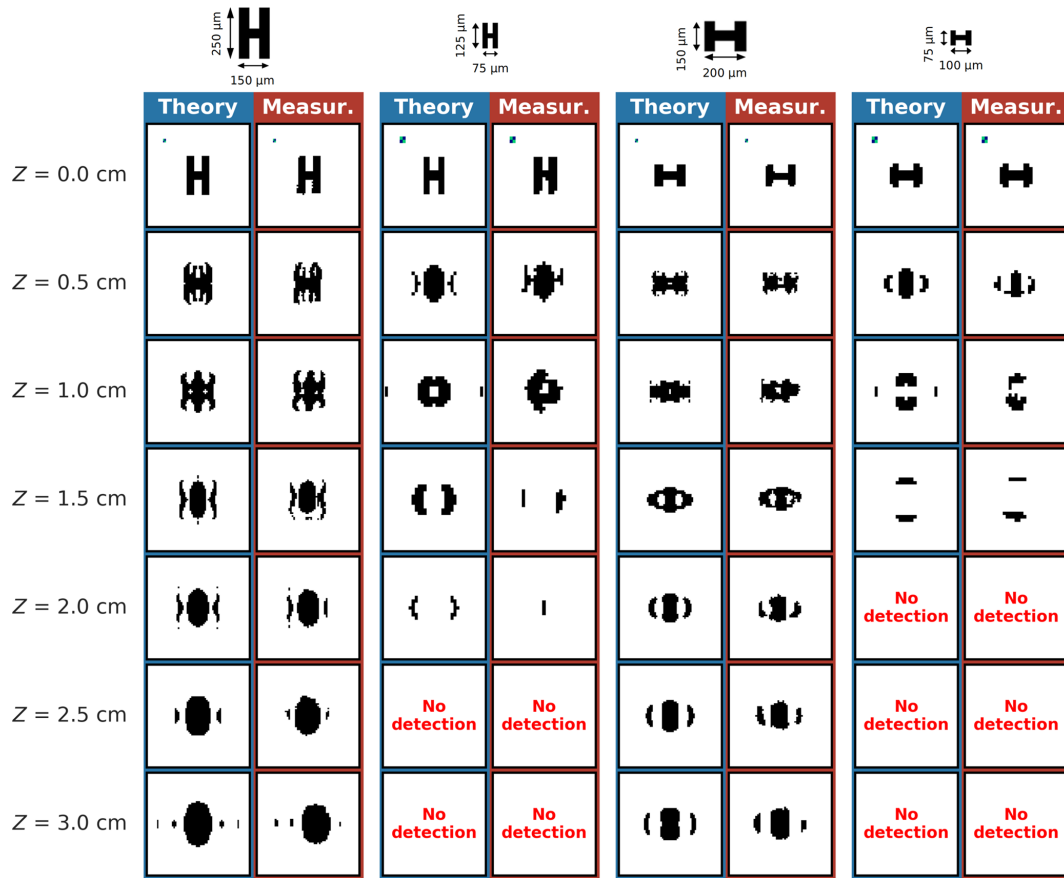 250 μm
150 μm
125 μm
75 μm
150 μm
200 μm
75 μm
100 μm
Theory Measur. Theory Measur. Theory Measur. Theory Measur.
Z = 0.0 cm
Z = 0.5 cm
Z = 1.0 cm
Z = 1.5 cm
Z = 2.0 cm
No detection
No detection
Z = 2.5 cm
No detection
No detection
No detection
No detection
Z = 3.0 cm
No detection
No detection
No detection
No detection